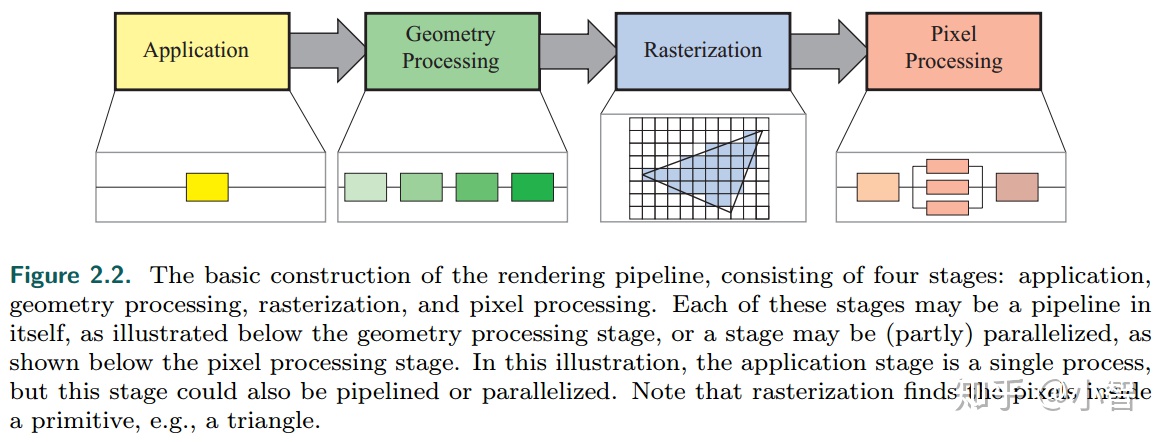 Application
Geometry
Processing
Rasterization
Pixel
Processing
Figure 2.2. The basic construction of the rendering pipeline, consisting of four stages: application,
geometry processing, rasterization, and pixel processing. Each of these stages may be a pipeline in
itself, as illustrated below the geometry processing stage, or a stage may be (partly) parallelized, as
shown below the pixel processing stage. In this illustration, the application stage is a single process,
but this stage could also be pipelined or parallelized. Note that rasterization finds the pixels inside
a primitive, e.g., a triangle.
知乎 @小智